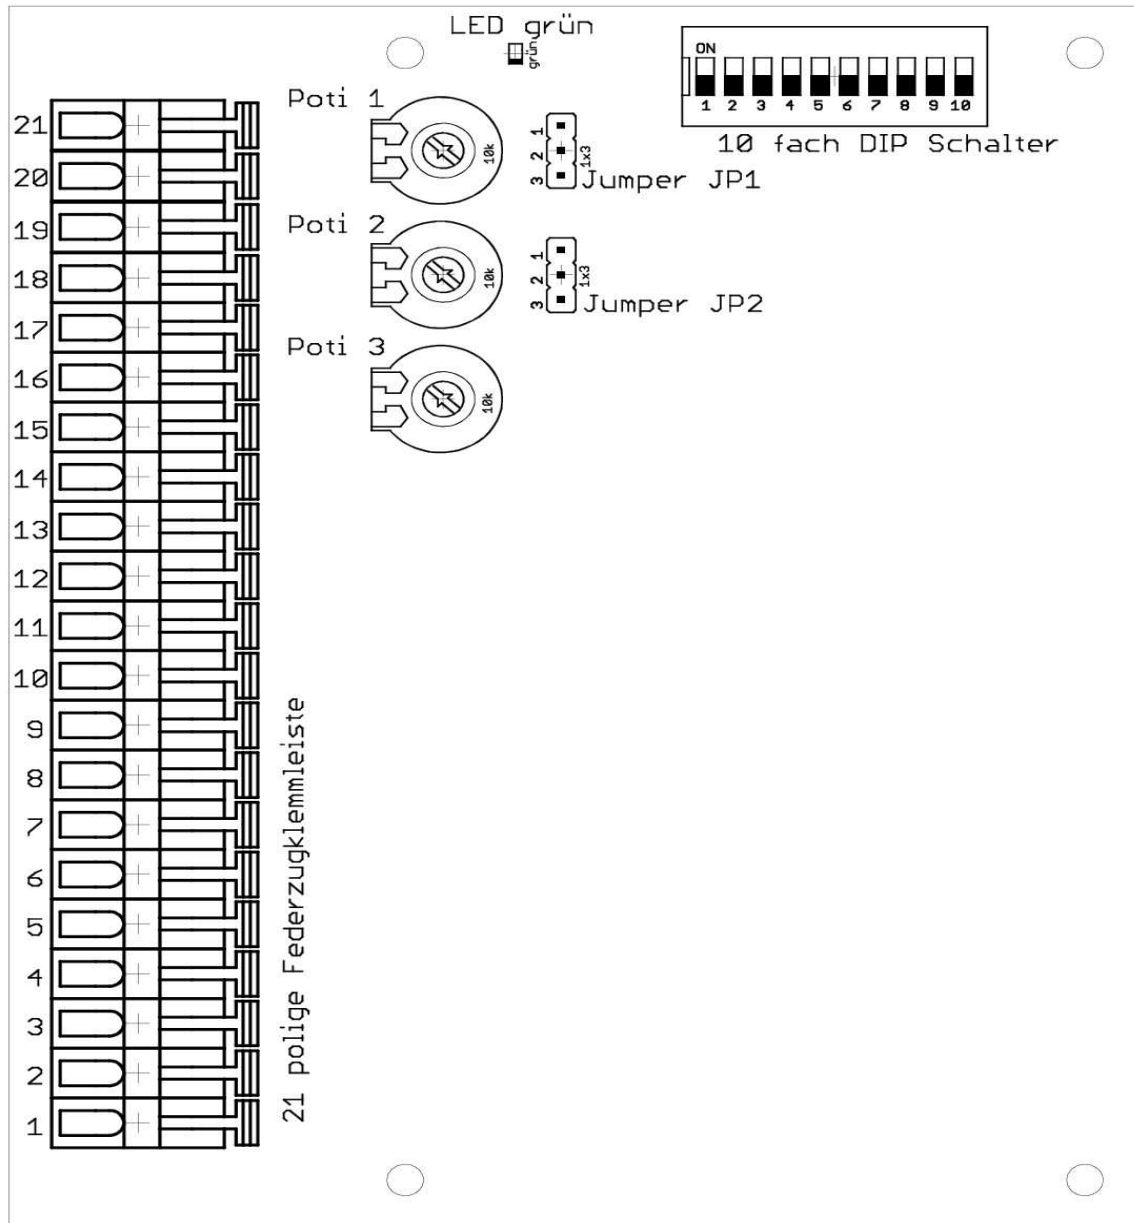 LED grün
grün
ON
1 2 3 4 5 6 7 8 9 10
10 fach DIP Schalter
Poti 1
10k
1
2
3
1x3
Jumper JP1
Poti 2
10k
1
2
3
1x3
Jumper JP2
Poti 3
10k
21
20
19
18
17
16
15
14
13
12
11
10
9
8
7
6
5
4
3
2
1
21 polige Federzugklemmleiste